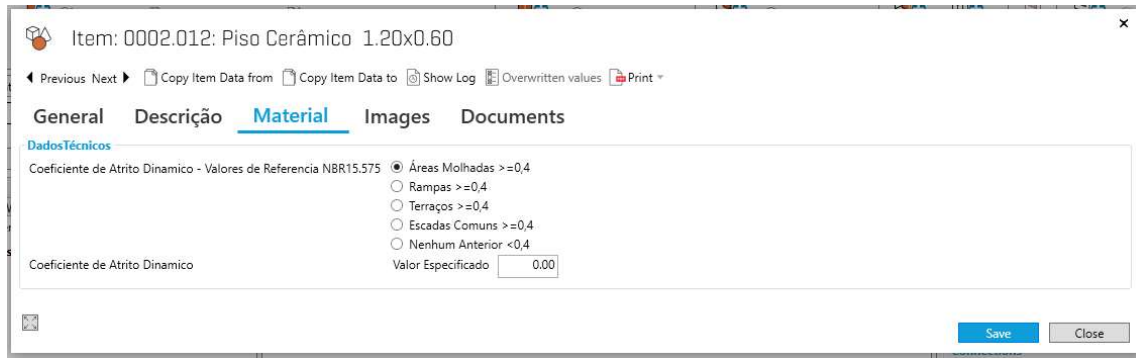 Item: 0002.012: Piso Cerâmico 1.20x0.60
Previous Next Copy Item Data from Copy Item Data to Show Log Overwritten values Print
General Descrição Material Images Documents
DadosTécnicos
Coeficiente de Atrito Dinamico - Valores de Referencia NBR15.575 Áreas Molhadas >=0,4
Rampas >=0,4
Terraços >=0,4
Escadas Comuns >=0,4
Nenhum Anterior <0,4
Coeficiente de Atrito Dinamico Valor Especificado 0.00
Save Close